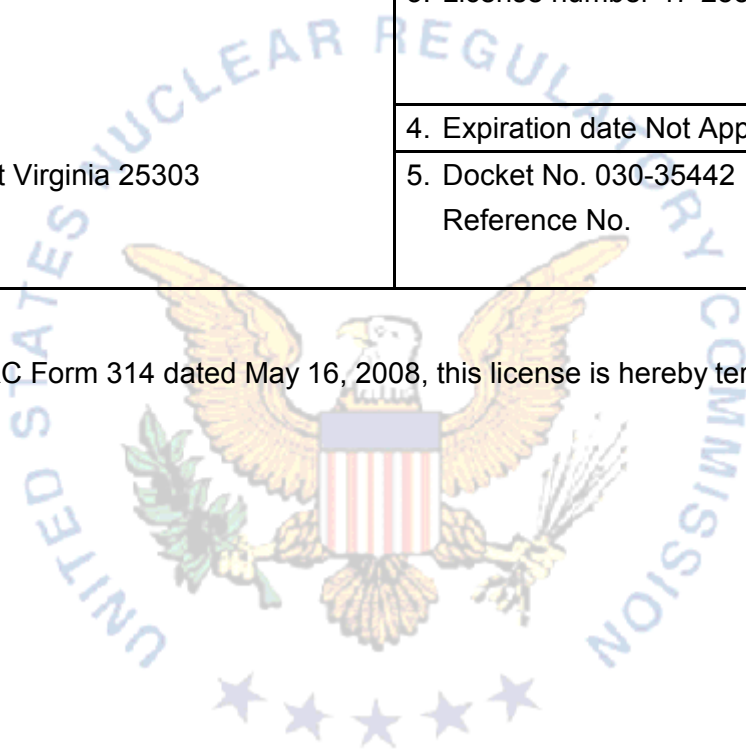 4. Expiration date Not App
t Virginia 25303
5. Docket No. 030-35442
Reference No.
C Form 314 dated May 16, 2008, this license is hereby ter
UNITED STATES NUCLEAR REGULATORY COMMISSION